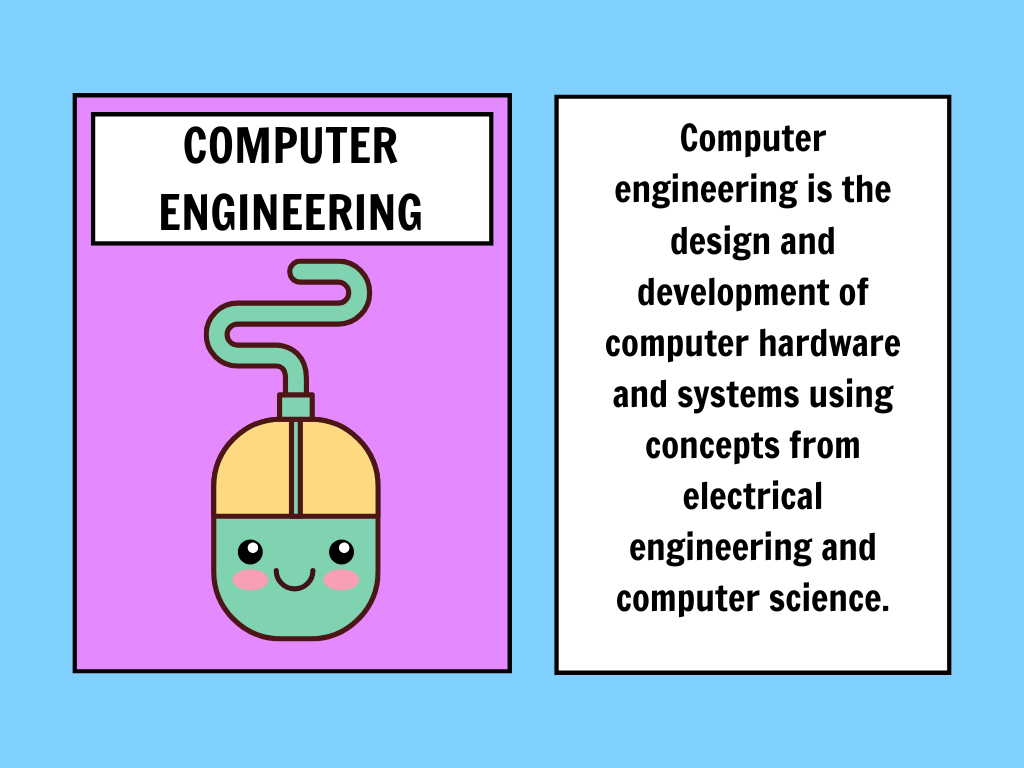 COMPUTER
ENGINEERING
Computer
engineering is the
design and
development of
computer hardware
and systems using
concepts from
electrical
engineering and
computer science.